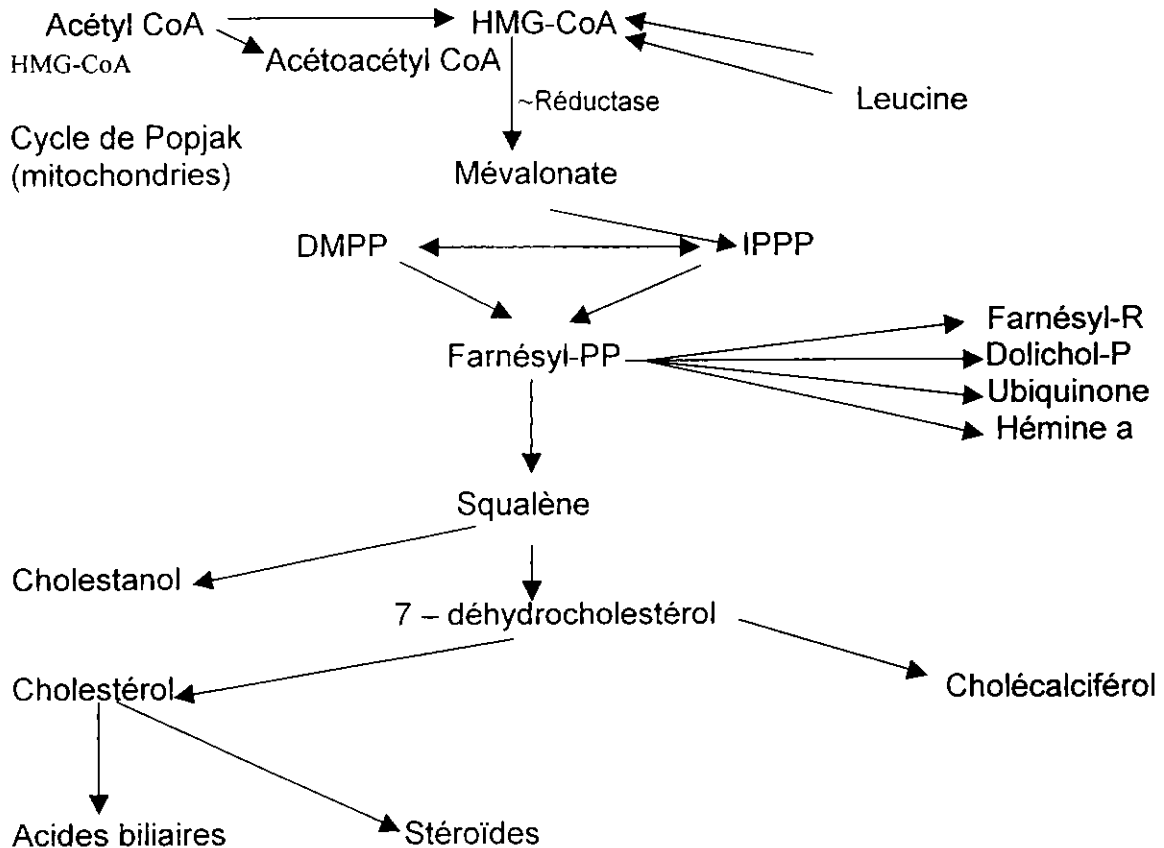 Acétyl CoA
HMG-CoA
HMG-CoA
Acétoacétyl CoA
~Réductase
Leucine
Cycle de Popjak
(mitochondries)
Mévalonate
DMPP
IPPP
Farnésyl-PP
Farnésyl-R
Dolichol-P
Ubiquinone
Hémine a
Squalène
Cholestanol
7 – déhydrocholestérol
Cholestérol
Cholécalciférol
Acides biliaires
Stéroïdes